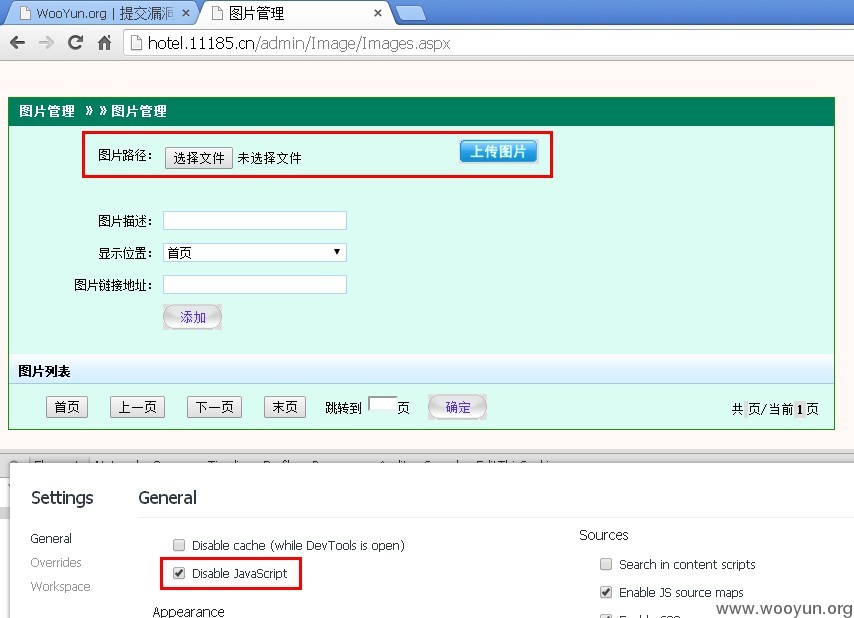 WooYun.org | 提交漏洞
图片管理
hotel.11185.cn/admin/Image/Images.aspx
图片管理 » » 图片管理
图片路径： 选择文件 未选择文件 上传图片
图片描述：
显示位置： 首页
图片链接地址：
添加
图片列表
首页 上一页 下一页 末页 跳转到 页 确定 共 页/当前 1 页
Settings General
General
Overrides
Workspace
Disable cache (while DevTools is open)
Disable JavaScript
Appearance
Sources
Search in content scripts
Enable JS source maps
www.wooyun.org